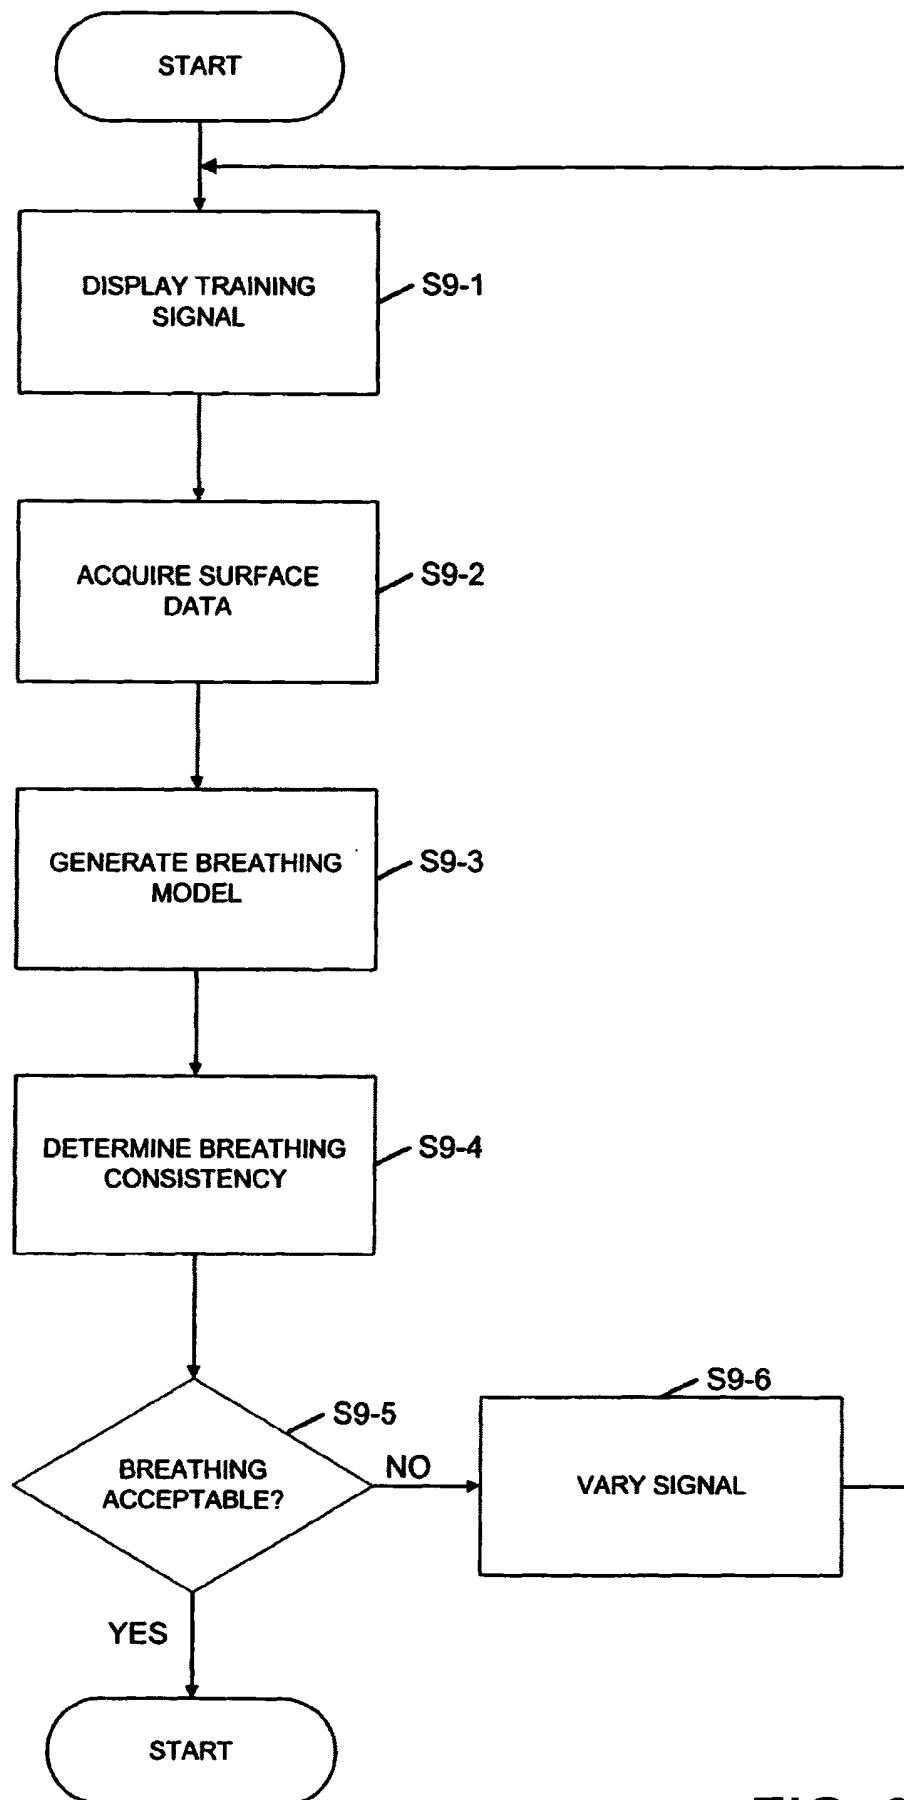 START
DISPLAY TRAINING
SIGNAL
S9-1
ACQUIRE SURFACE
DATA
S9-2
GENERATE BREATHING
MODEL
S9-3
DETERMINE BREATHING
CONSISTENCY
S9-4
S9-5
BREATHING
ACCEPTABLE?
NO
S9-6
VARY SIGNAL
YES
START